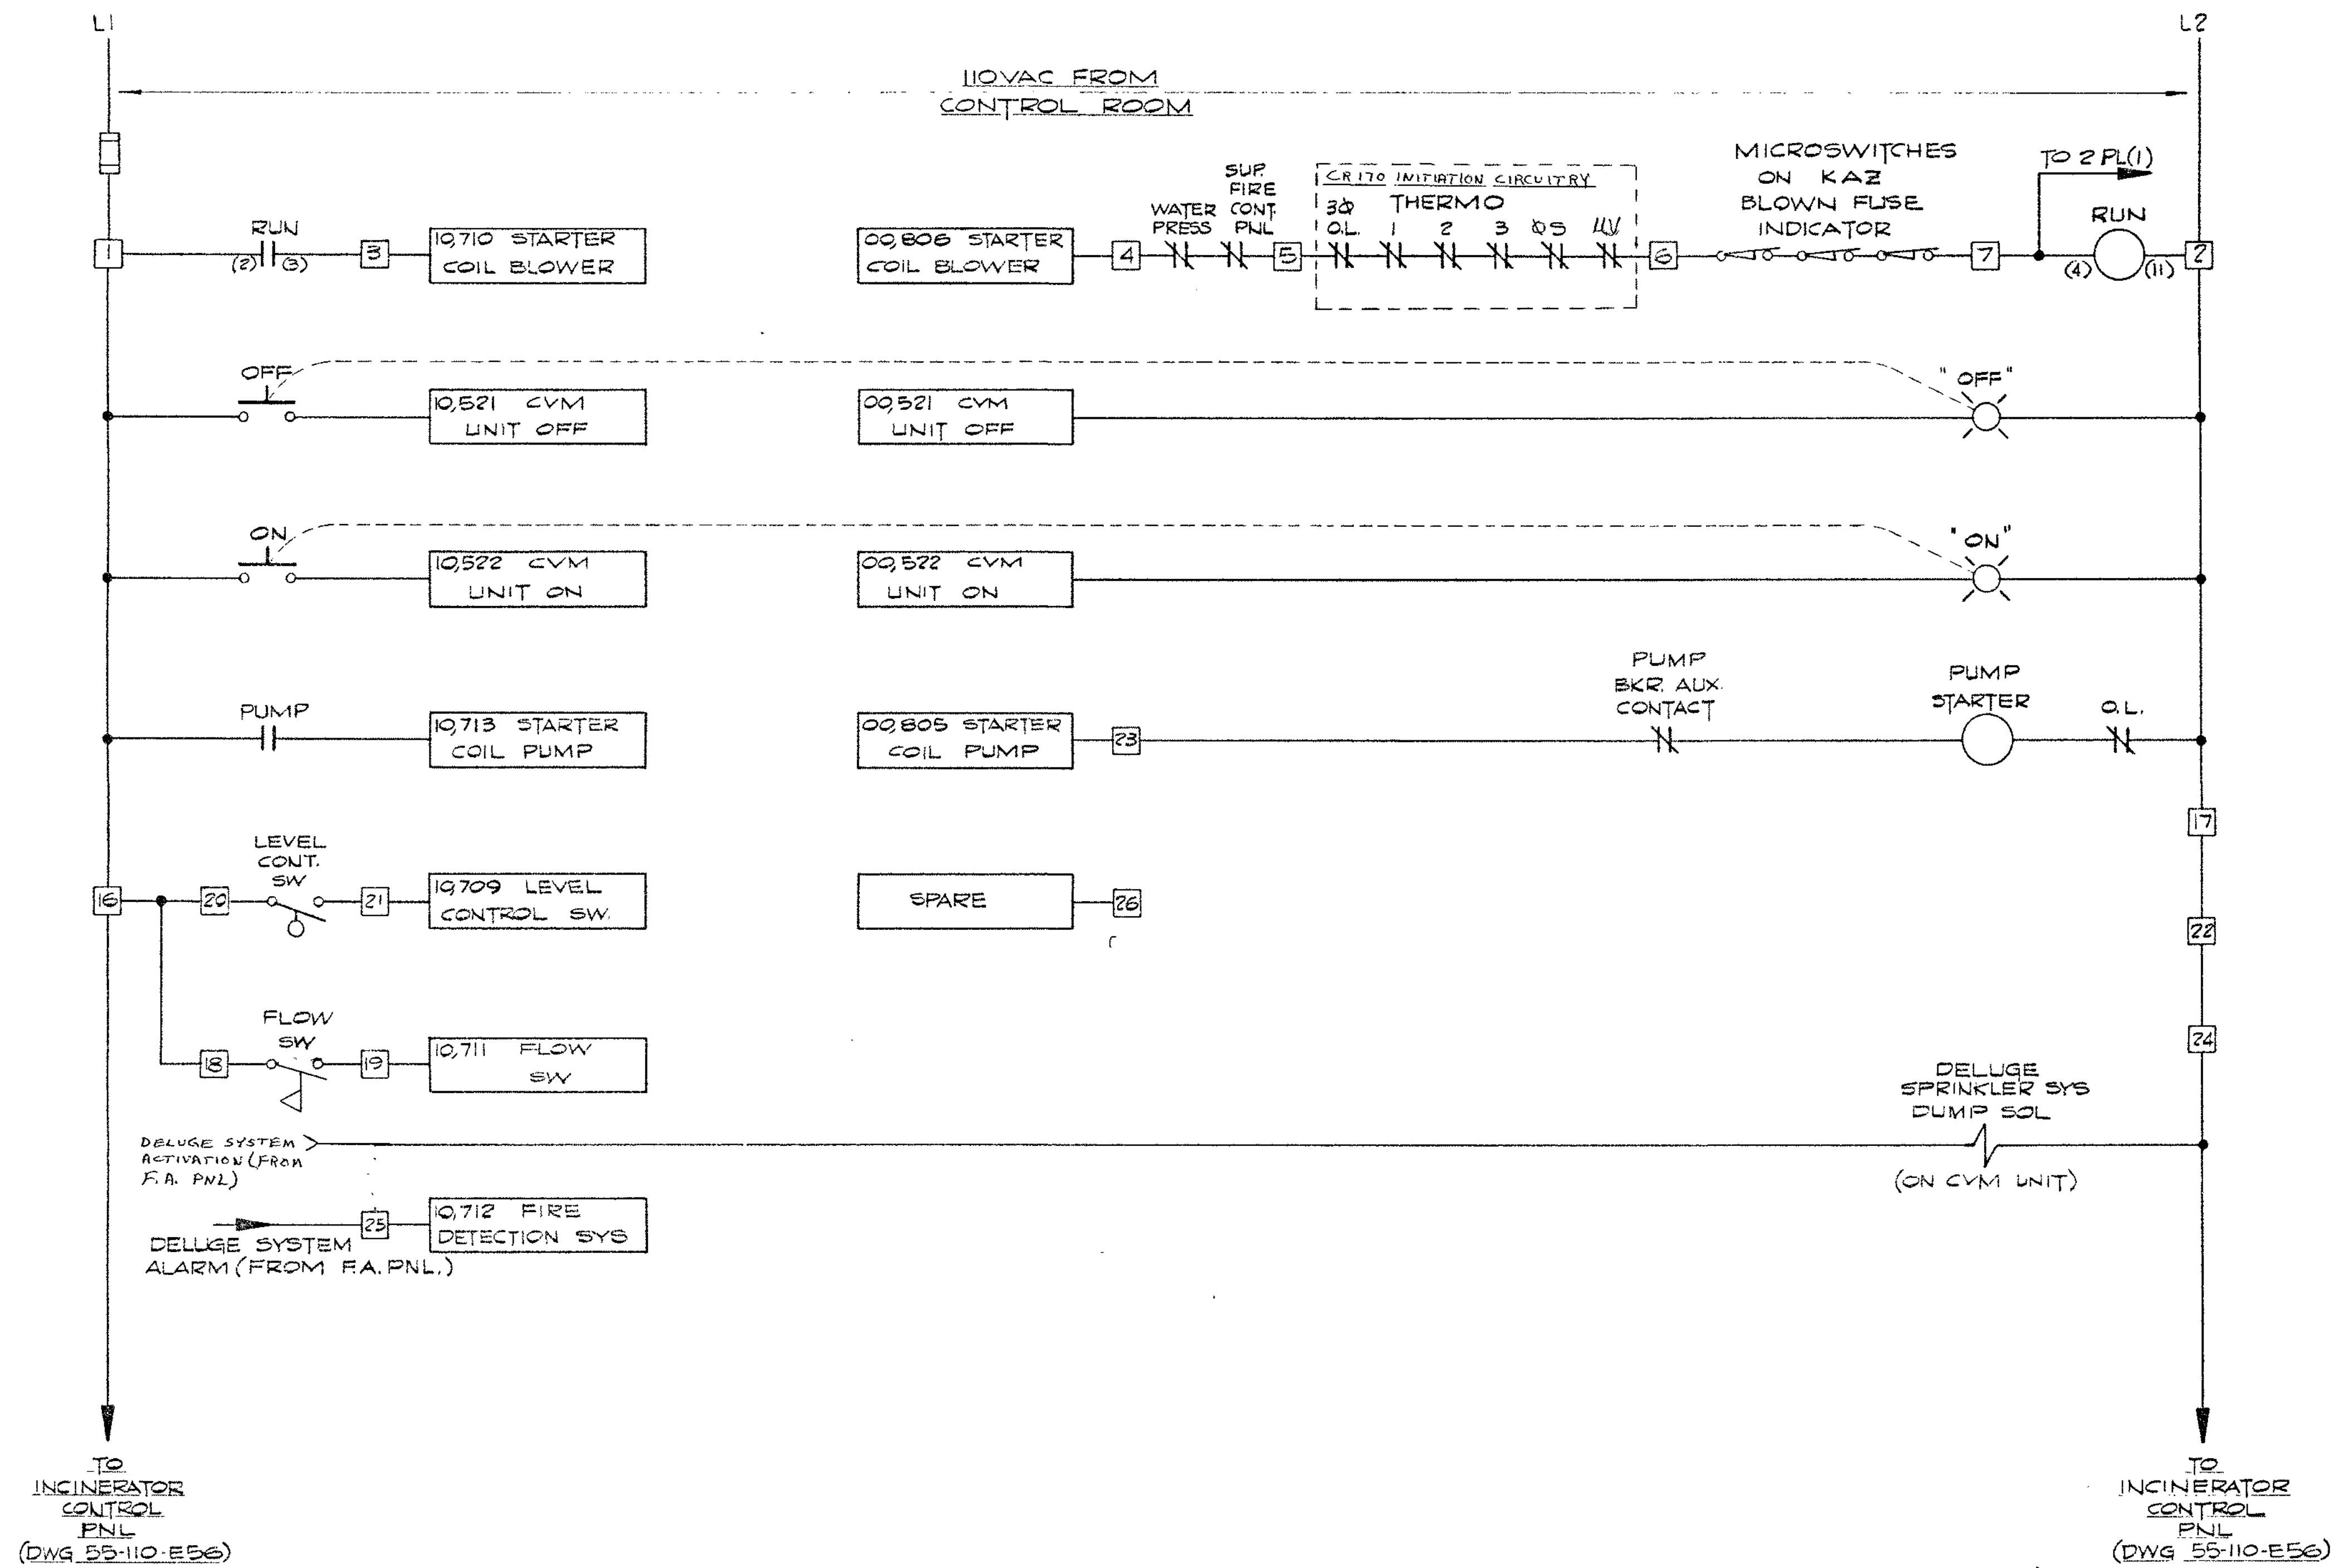 L1
L2
110VAC FROM
CONTROL ROOM
MICROSWITCHES
ON KAZ
BLOWN FUSE
INDICATOR
TO 2 PL(1)
SUP.
FIRE
CONT.
PNL
WATER
PRESS
CR170 INITIATION CIRCUITRY
3Ø THERMO
O.L. 1 2 3 ØS UV
RUN
RUN
1
(2) (3)
3
10,710 STARTER
COIL BLOWER
00,806 STARTER
COIL BLOWER
4
5
6
7
(4) (11)
2
OFF
10,521 CVM
UNIT OFF
00,521 CVM
UNIT OFF
"OFF"
ON
10,522 CVM
UNIT ON
00,522 CVM
UNIT ON
"ON"
PUMP
10,713 STARTER
COIL PUMP
00,805 STARTER
COIL PUMP
23
PUMP
BKR. AUX.
CONTACT
PUMP
STARTER
O.L.
17
LEVEL
CONT.
SW
16
20
21
10,709 LEVEL
CONTROL SW.
SPARE
26
22
FLOW
SW
18
19
10,711 FLOW
SW
24
DELUGE
SPRINKLER SYS
DUMP SOL
(ON CVM UNIT)
DELUGE SYSTEM
ACTIVATION (FROM
F.A. PNL)
25
10,712 FIRE
DETECTION SYS
DELUGE SYSTEM
ALARM (FROM F.A. PNL.)
TO
INCINERATOR
CONTROL
PNL
(DWG 55-110-E56)
TO
INCINERATOR
CONTROL
PNL
(DWG 55-110-E56)